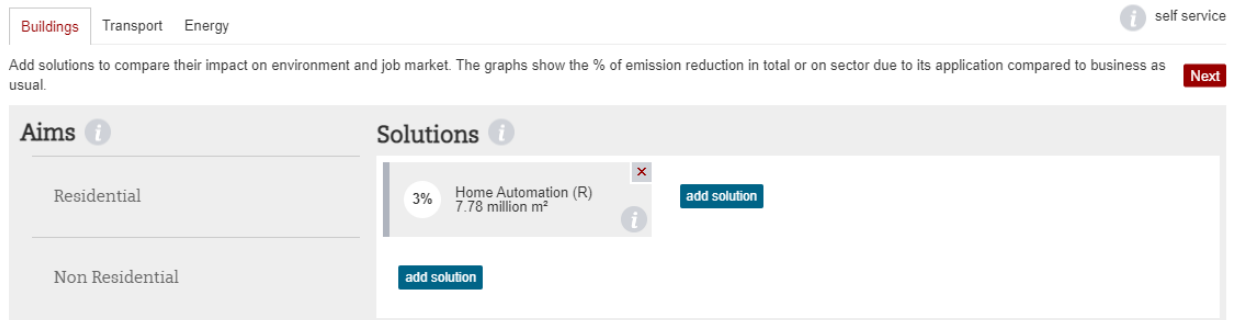 Buildings Transport Energy
self service
Add solutions to compare their impact on environment and job market. The graphs show the % of emission reduction in total or on sector due to its application compared to business as
usual.
Next
Aims i
Solutions i
Residential
3%
Home Automation (R)
7.78 million m²
add solution
Non Residential
add solution